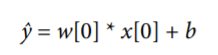 ŷ = w[0] * x[0] + b